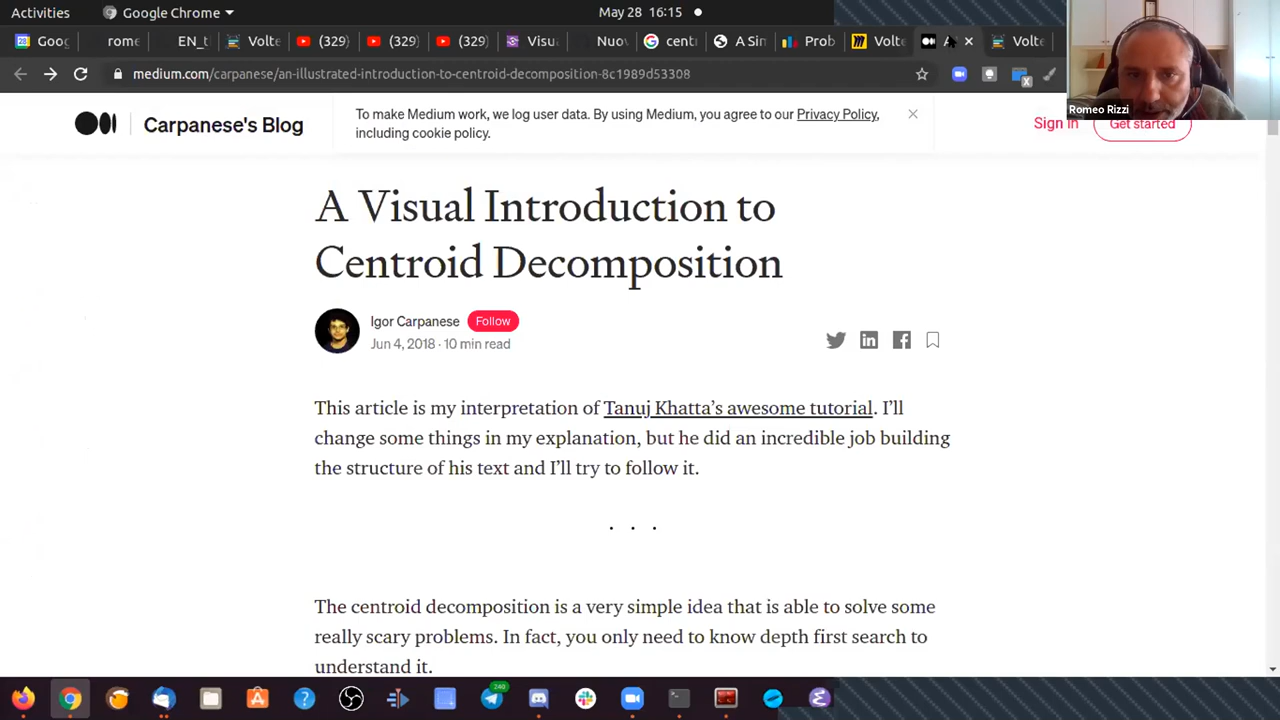 Activities
Google Chrome
May 28 16:15
Goog
rome
EN_t
Volte
(329)
(329)
(329)
Visu
Nuov
centr
A Sim
Prob
Volte
A
Volte
medium.com/carpanese/an-illustrated-introduction-to-centroid-decomposition-8c1989d53308
Romeo Rizzi
Carpanese's Blog
To make Medium work, we log user data. By using Medium, you agree to our Privacy Policy,
including cookie policy.
Sign in
Get started
A Visual Introduction to
Centroid Decomposition
Igor Carpanese
Follow
Jun 4, 2018 · 10 min read
This article is my interpretation of Tanuj Khatta’s awesome tutorial. I’ll
change some things in my explanation, but he did an incredible job building
the structure of his text and I’ll try to follow it.
. . .
The centroid decomposition is a very simple idea that is able to solve some
really scary problems. In fact, you only need to know depth first search to
understand it.
240